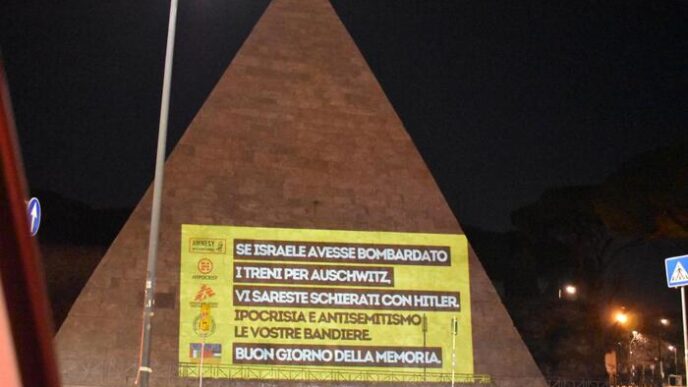 AMNESY
SE ISRAELE AVESSE BOMBARDATO
I TRENI PER AUSCHWITZ,
VI SARESTE SCHIERATI CON HITLER.
IPOCRISIA E ANTISEMITISMO
LE VOSTRE BANDIERE.
BUON GIORNO DELLA MEMORIA.